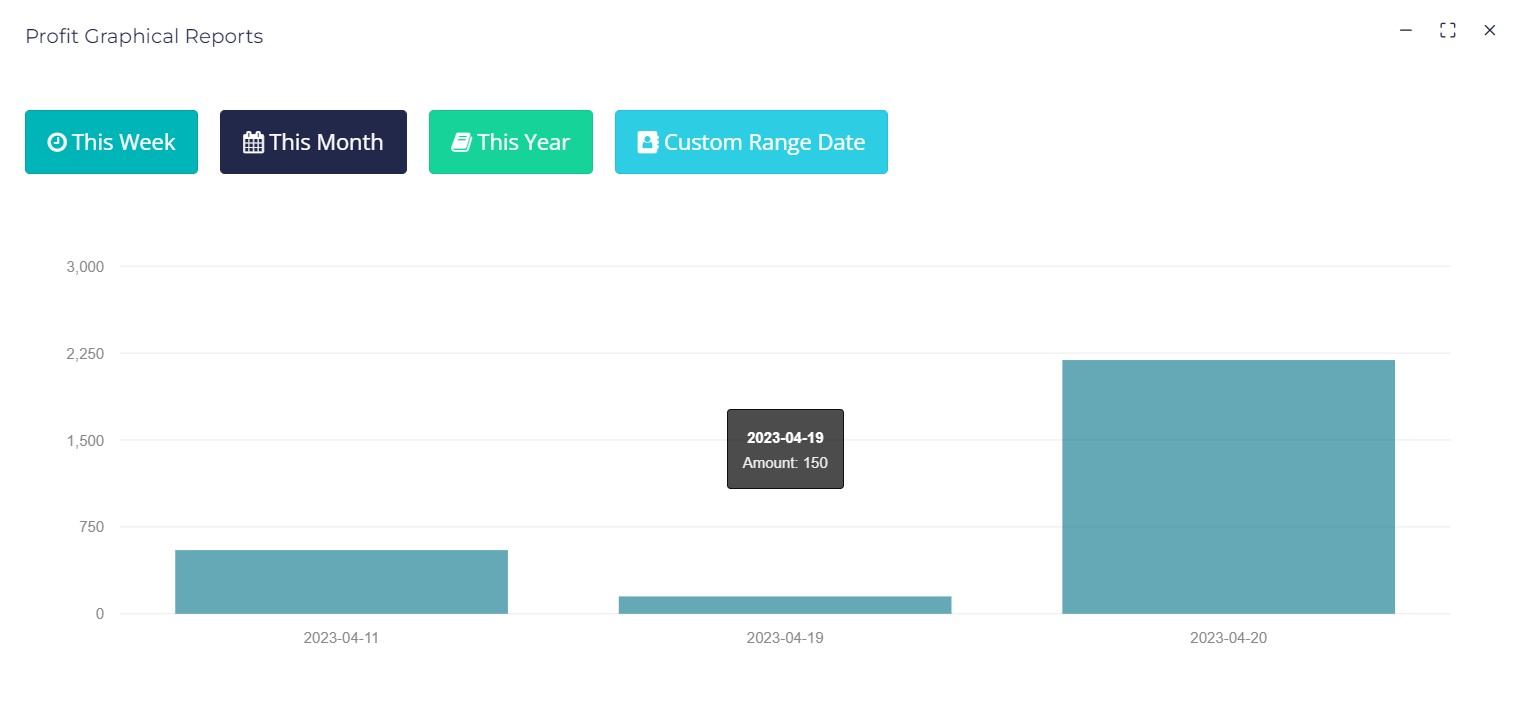 Profit Graphical Reports
This Week
This Month
This Year
Custom Range Date
3,000
2,250
1,500
750
0
2023-04-19
Amount: 150
2023-04-11
2023-04-19
2023-04-20